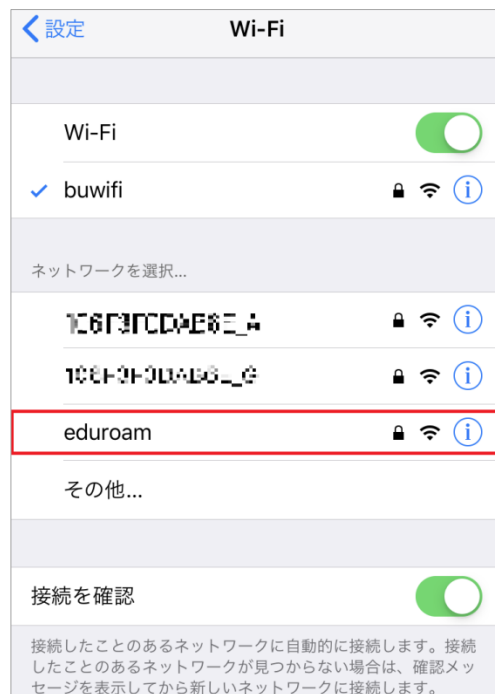 設定
Wi-Fi
Wi-Fi
buwifi
ネットワークを選択...
eduroam
その他...
接続を確認
接続したことのあるネットワークに自動的に接続します。接続
したことのあるネットワークが見つからない場合は、確認メッ
セージを表示してから新しいネットワークに接続します。